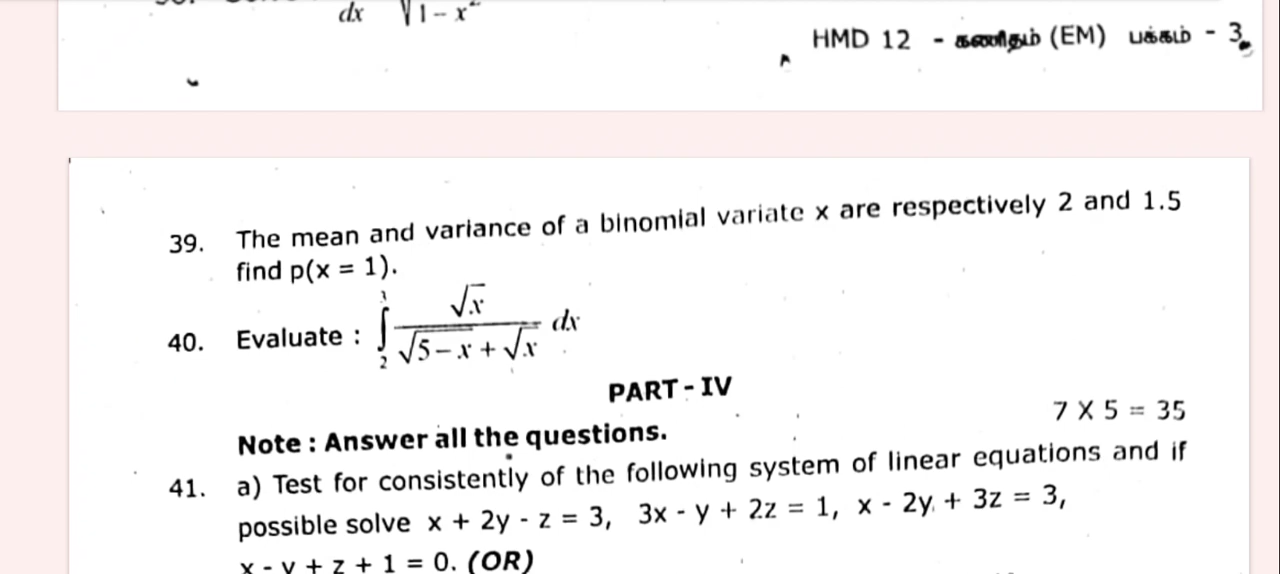 dx √1 - x²
HMD 12 - கணிதம் (EM) பக்கம் - 3
39. The mean and variance of a binomial variate x are respectively 2 and 1.5
find p(x = 1).
40. Evaluate : ∫₂³ √x / (√5 - x + √x) dx
PART - IV
7 X 5 = 35
Note : Answer all the questions.
41. a) Test for consistently of the following system of linear equations and if
possible solve x + 2y - z = 3, 3x - y + 2z = 1, x - 2y + 3z = 3,
x - y + z + 1 = 0. (OR)